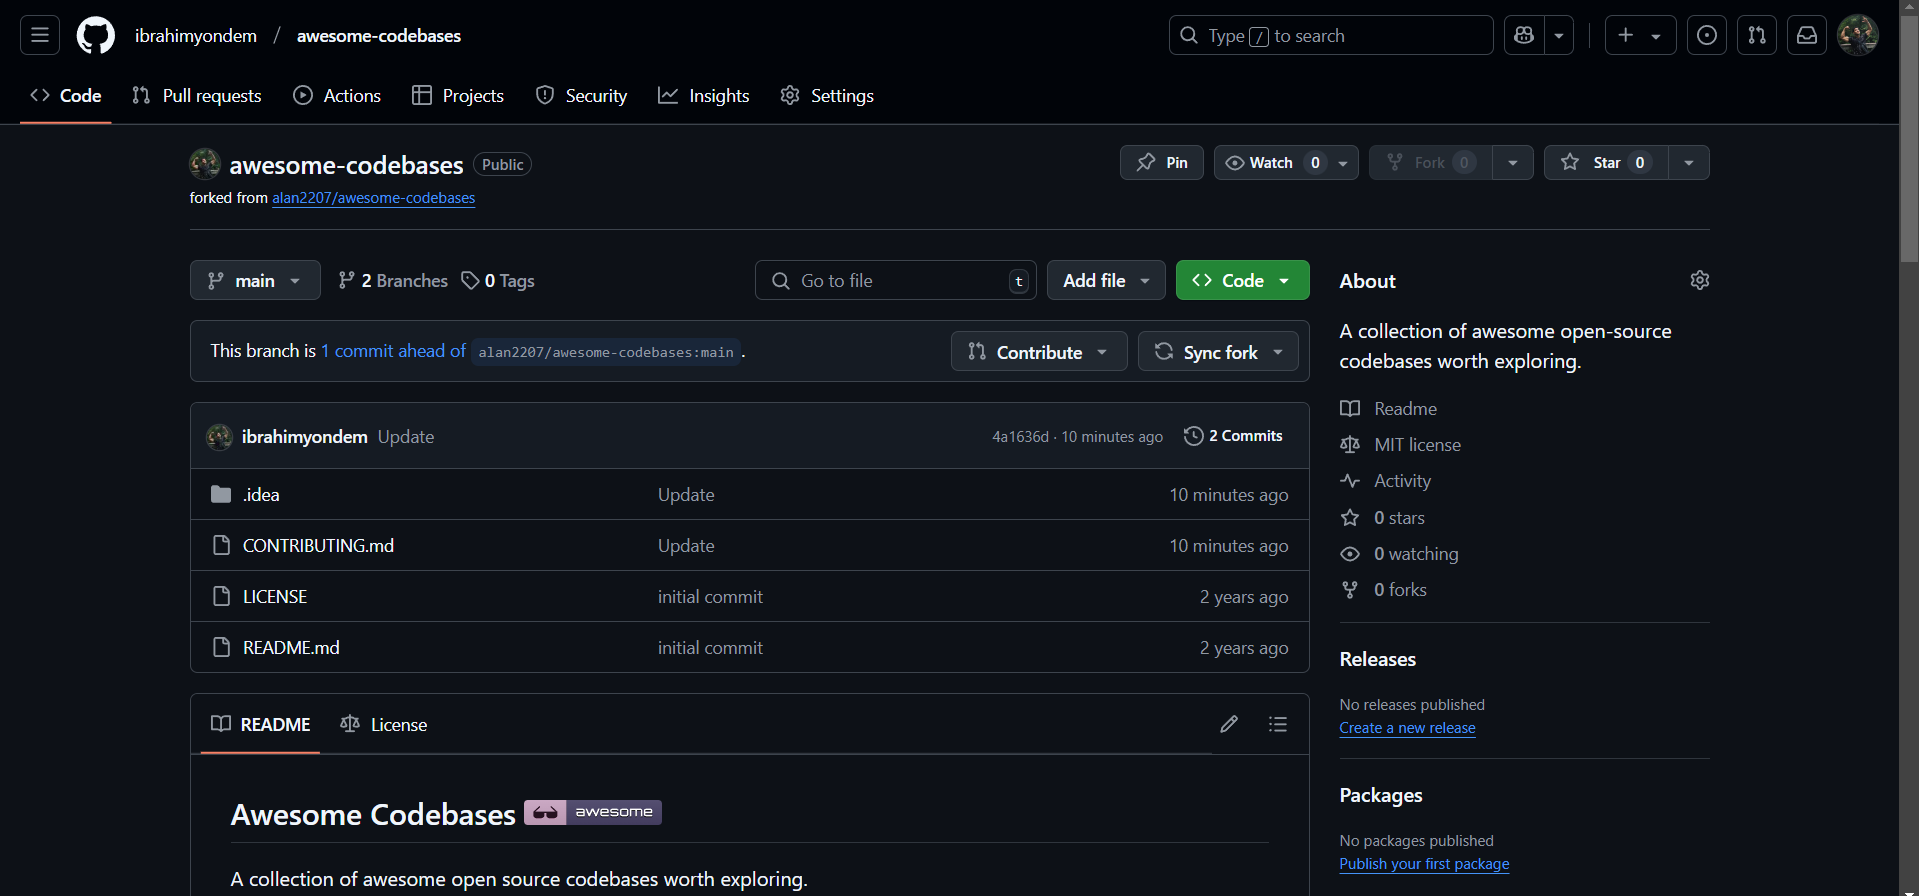 ibrahimyondem / awesome-codebases
Type / to search
Code Pull requests Actions Projects Security Insights Settings
awesome-codebases Public
Pin Watch 0 Fork 0 Star 0
forked from alan2207/awesome-codebases
main 2 Branches 0 Tags
Go to file t Add file Code
This branch is 1 commit ahead of alan2207/awesome-codebases:main .
Contribute Sync fork
ibrahimyondem Update 4a1636d · 10 minutes ago 2 Commits
.idea Update 10 minutes ago
CONTRIBUTING.md Update 10 minutes ago
LICENSE initial commit 2 years ago
README.md initial commit 2 years ago
README License
Awesome Codebases awesome
A collection of awesome open source codebases worth exploring.
About
A collection of awesome open-source
codebases worth exploring.
Readme
MIT license
Activity
0 stars
0 watching
0 forks
Releases
No releases published
Create a new release
Packages
No packages published
Publish your first package